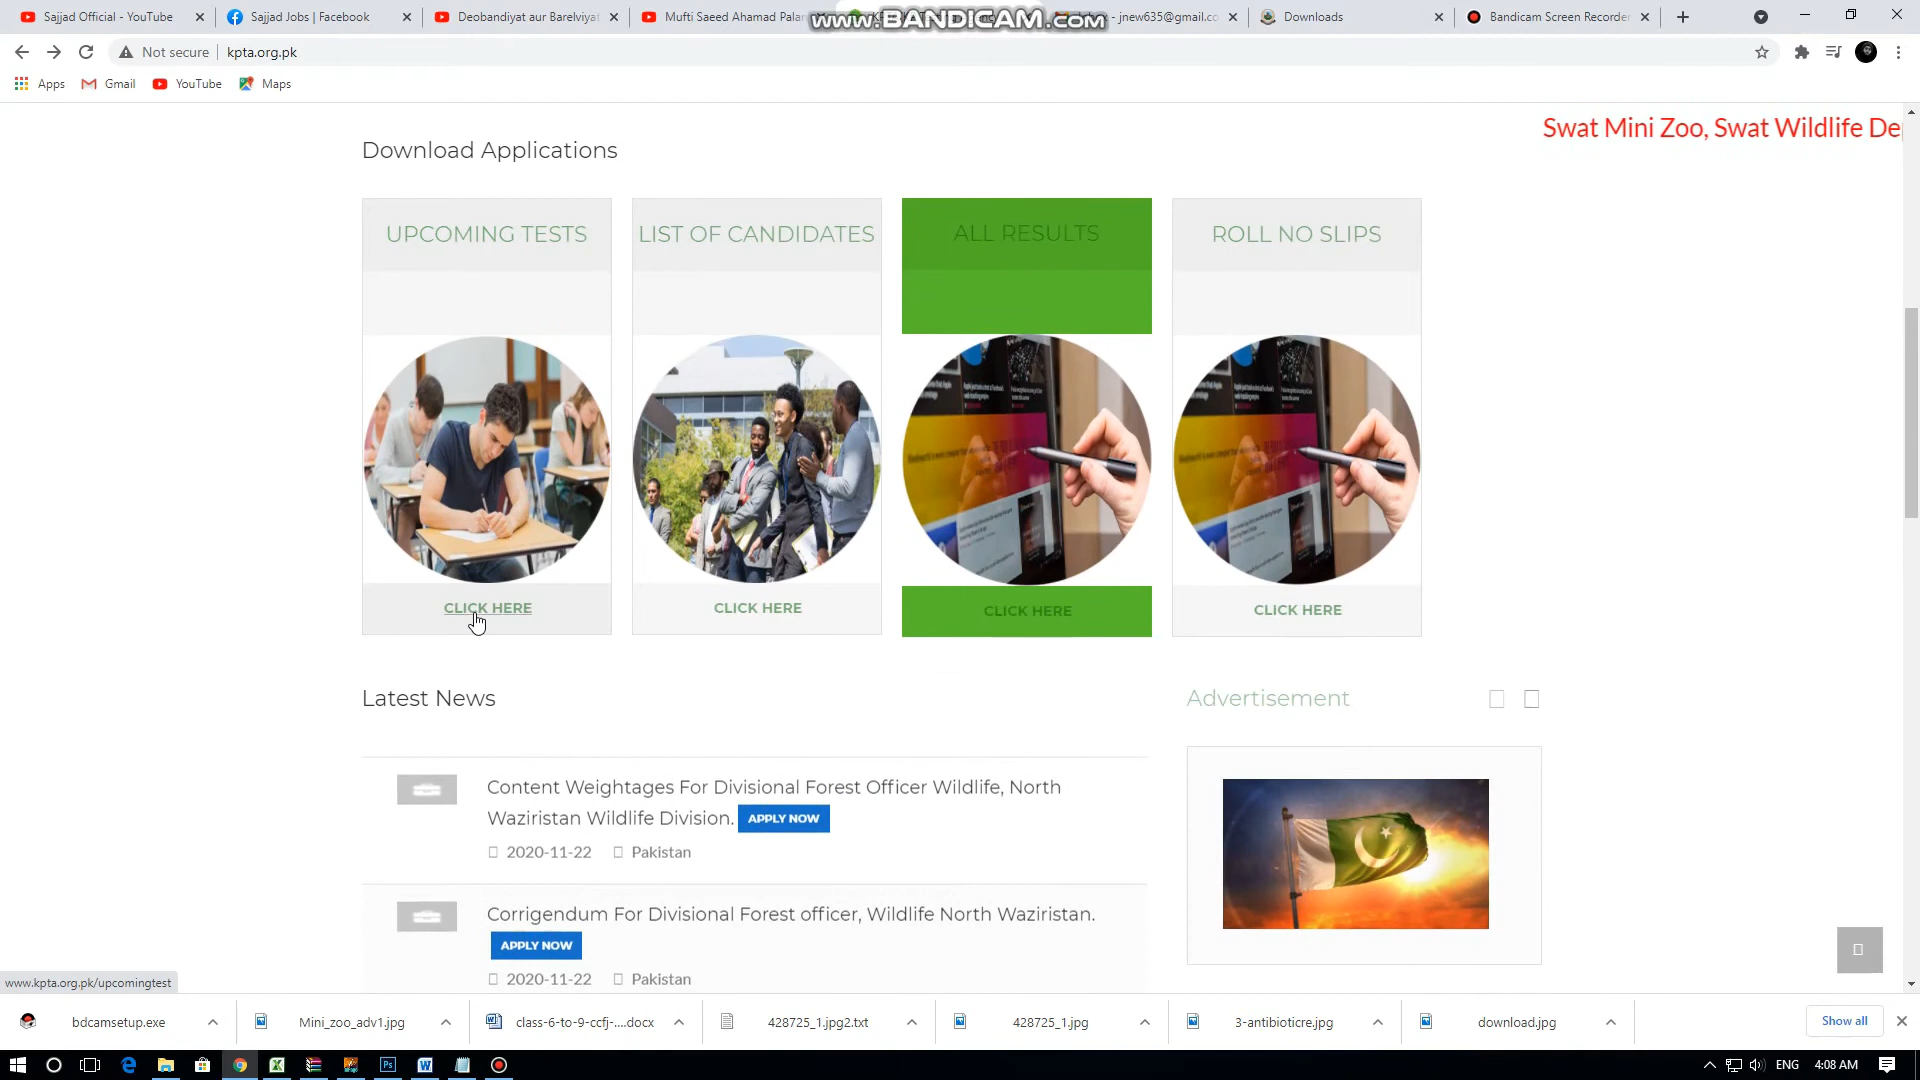 Sajjad Official - YouTube
Sajjad Jobs | Facebook
Deobandiyat aur Barelviyat
Mufti Saeed Ahamad Palan
- jnew635@gmail.co
Downloads
Bandicam Screen Recorder
www.BANDICAM.com
Not secure
kpta.org.pk
Apps
Gmail
YouTube
Maps
Swat Mini Zoo, Swat Wildlife De
Download Applications
UPCOMING TESTS
LIST OF CANDIDATES
ALL RESULTS
ROLL NO SLIPS
CLICK HERE
CLICK HERE
CLICK HERE
CLICK HERE
Latest News
Advertisement
Content Weightages For Divisional Forest Officer Wildlife, North
Waziristan Wildlife Division. APPLY NOW
2020-11-22 Pakistan
Corrigendum For Divisional Forest officer, Wildlife North Waziristan.
APPLY NOW
2020-11-22 Pakistan
www.kpta.org.pk/upcomingtest
bdcamsetup.exe
Mini_zoo_adv1.jpg
class-6-to-9-ccfj-....docx
428725_1.jpg2.txt
428725_1.jpg
3-antibioticre.jpg
download.jpg
Show all
ENG
4:08 AM